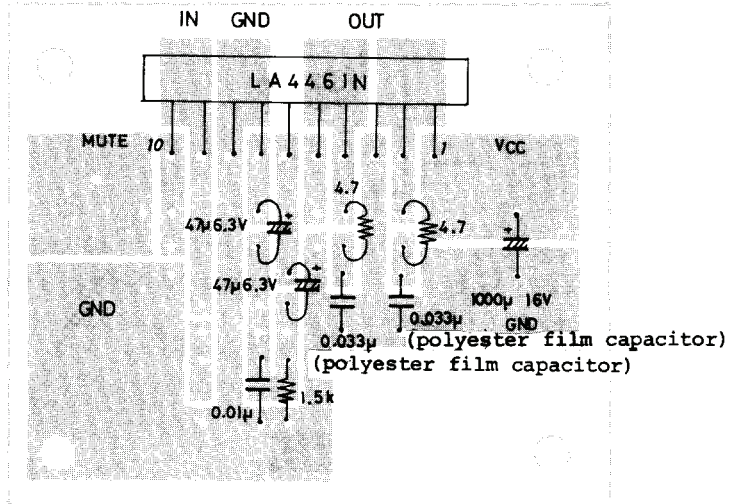 IN GND OUT
LA4461N
MUTE 10 1 VCC
4.7
47µ6.3V 4.7
47µ6.3V
GND 1000µ 16V
0.033µ GND
0.033µ (polyester film capacitor)
(polyester film capacitor)
0.01µ 1.5k